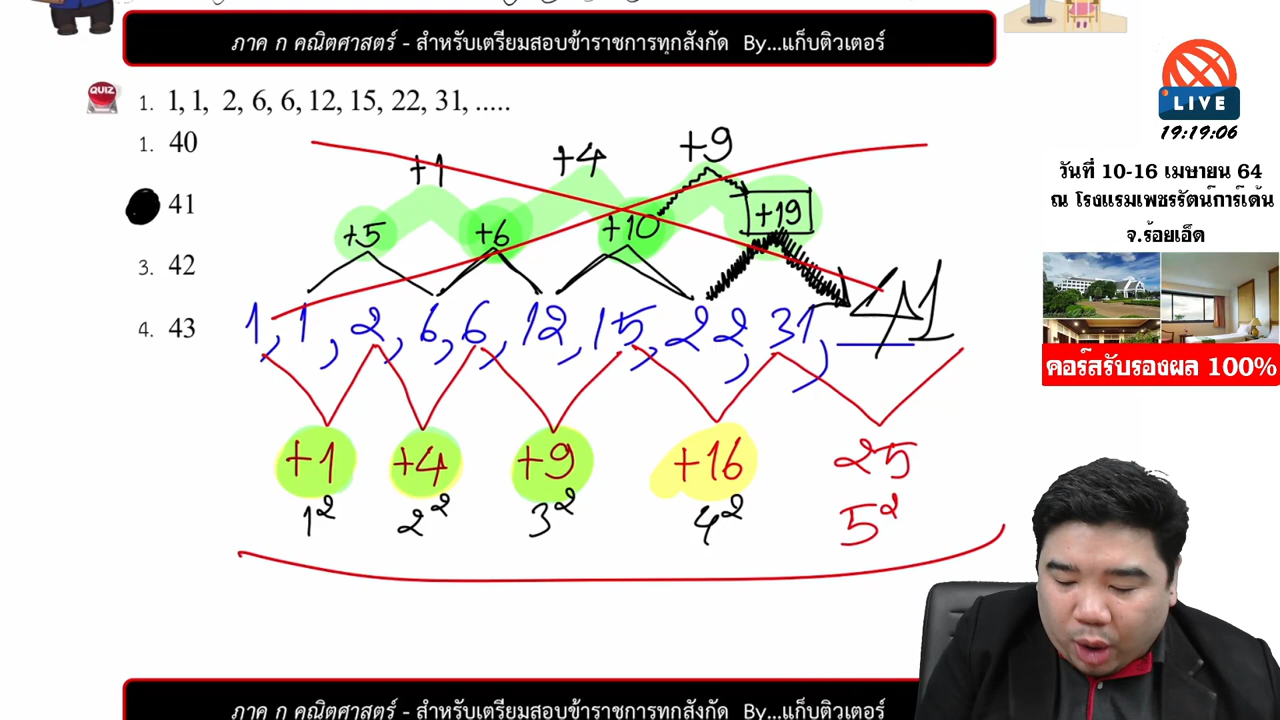 ภาค ก คณิตศาสตร์ - สำหรับเตรียมสอบข้าราชการทุกสังกัด By...แก็บติวเตอร์
QUIZ
1. 1, 1, 2, 6, 6, 12, 15, 22, 31, .....
1. 40
41
3. 42
4. 43
+1 +4 +9
+5 +6 +10 +19
1, 1, 2, 6, 6, 12, 15, 22, 31, 41
+1 +4 +9 +16 25
1² 2² 3² 4² 5²
LIVE
19:19:06
วันที่ 10-16 เมษายน 64
ณ โรงแรมเพชรรัตน์การ์เด้น
จ.ร้อยเอ็ด
คอร์สรับรองผล 100%
ภาค ก คณิตศาสตร์ - สำหรับเตรียมสอบข้าราชการทุกสังกัด By...แก็บติวเตอร์